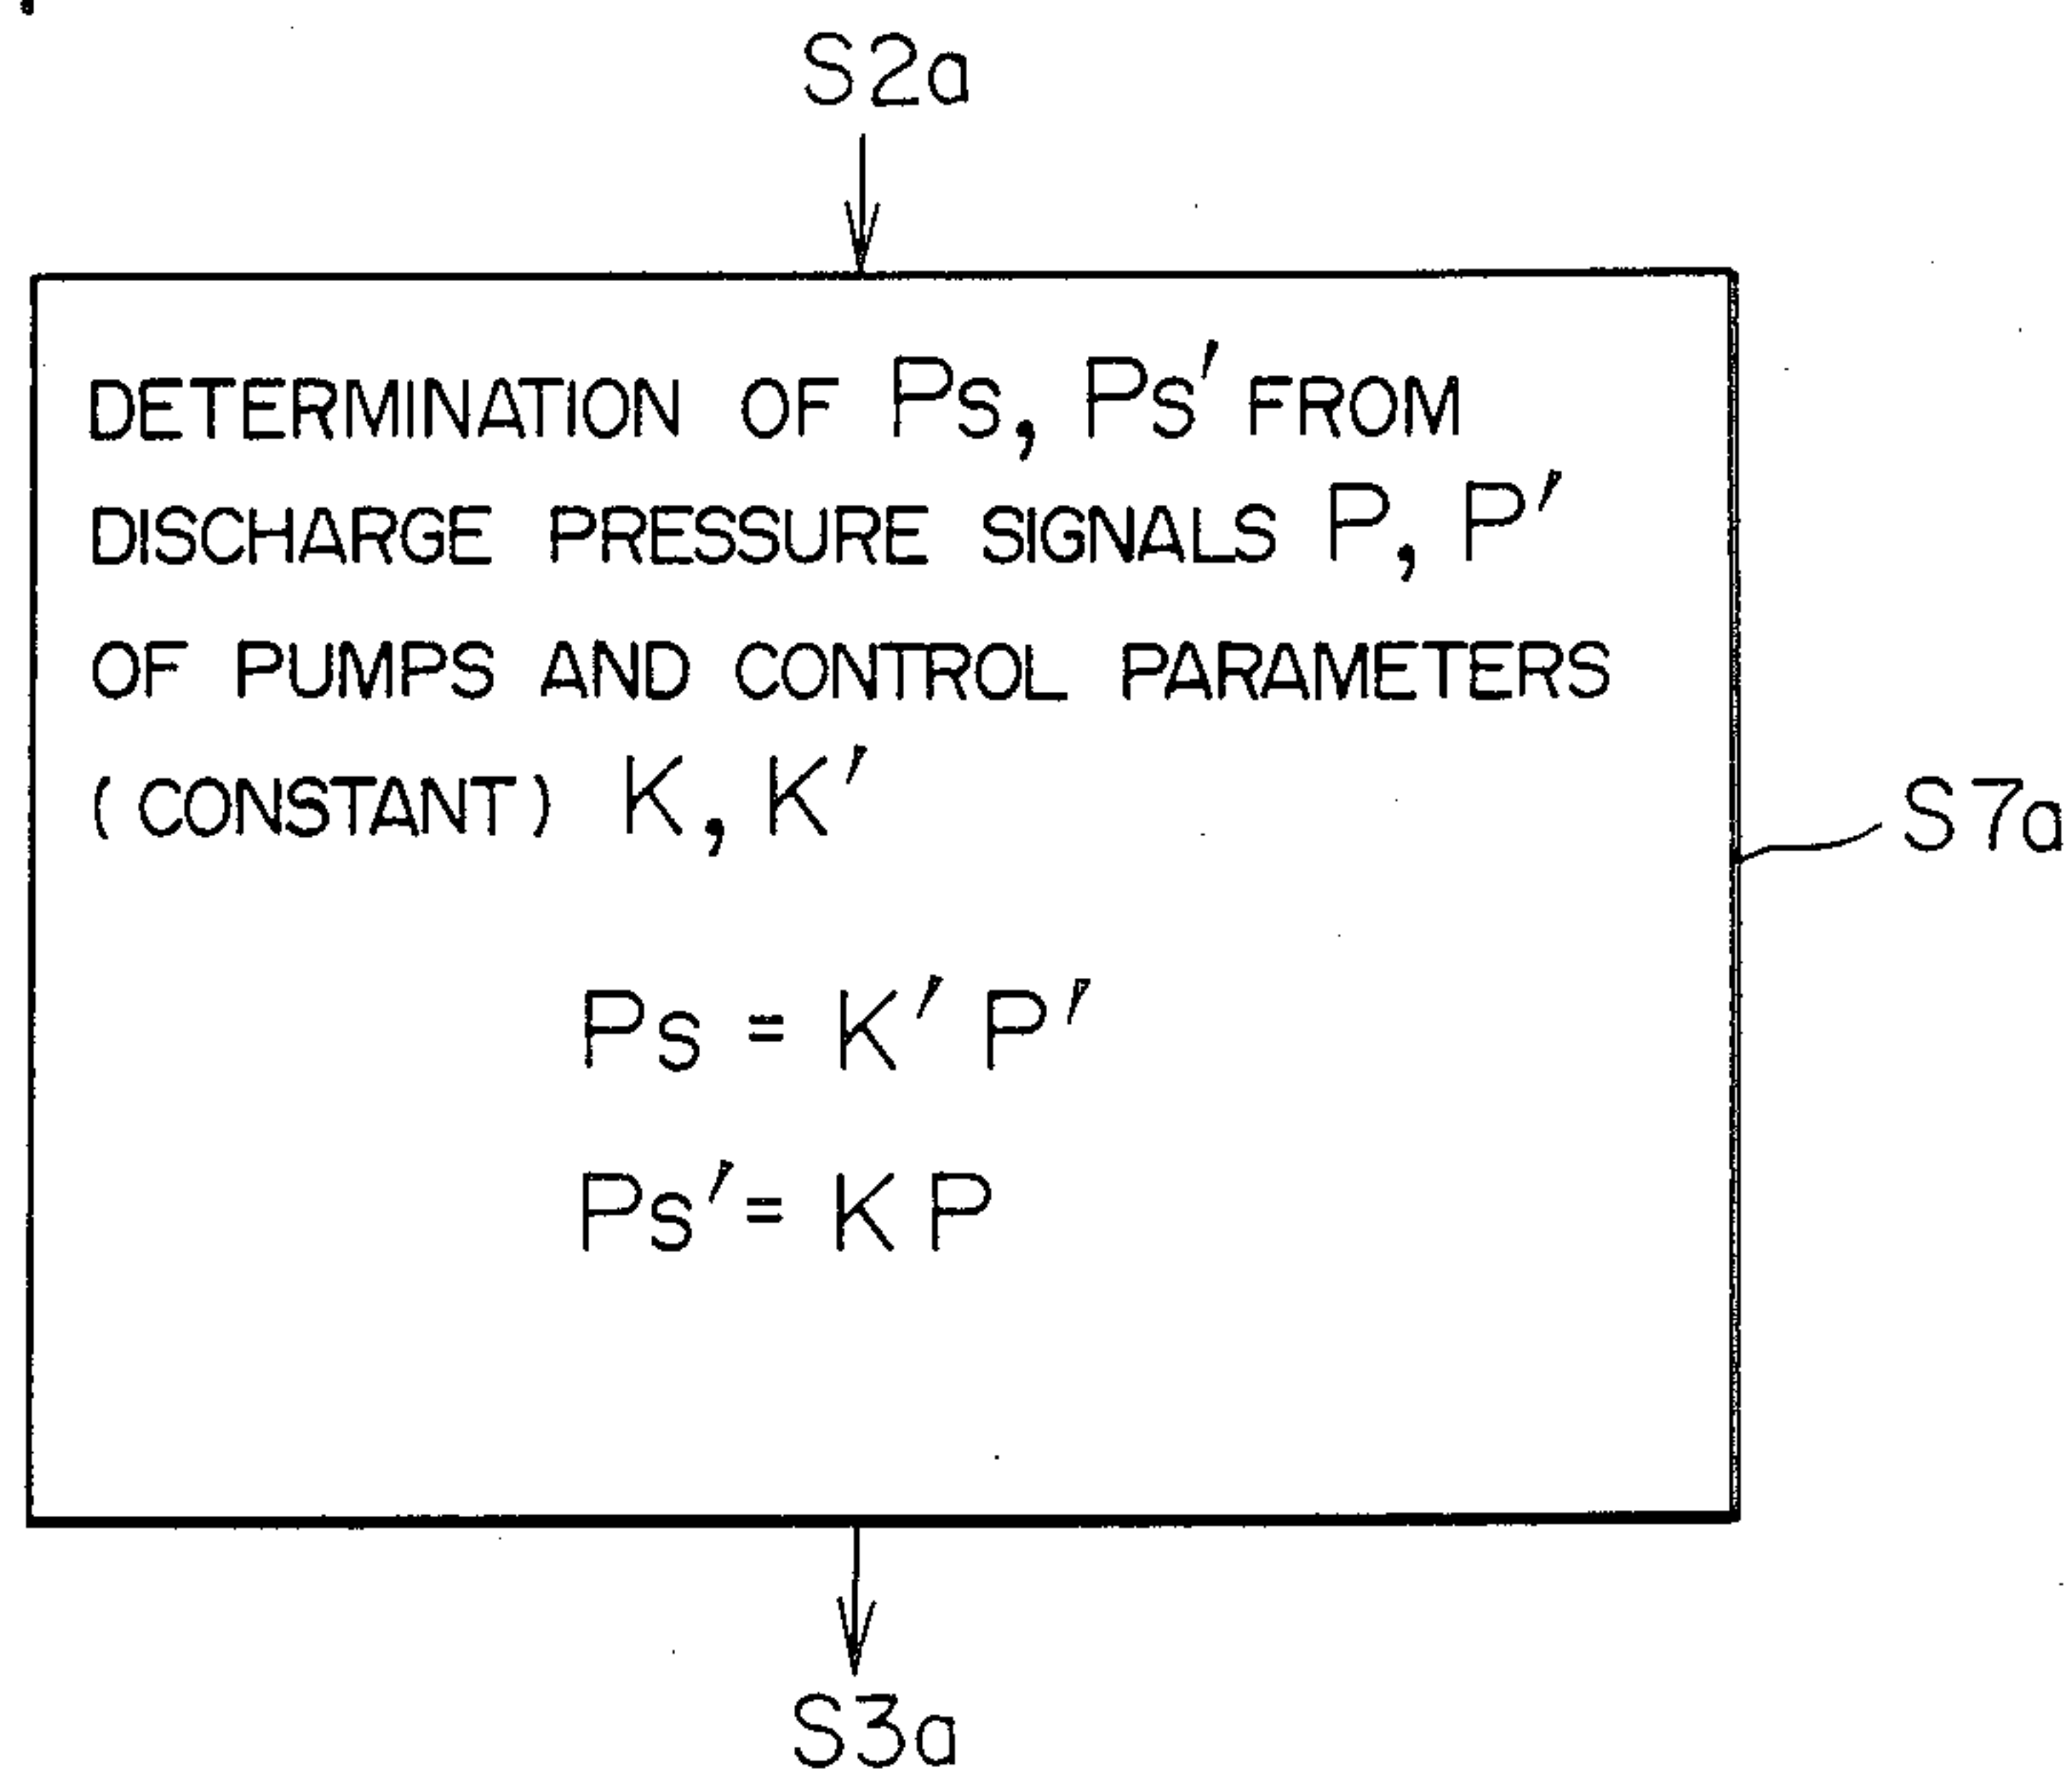 S2a
DETERMINATION OF Ps, Ps' FROM
DISCHARGE PRESSURE SIGNALS P, P'
OF PUMPS AND CONTROL PARAMETERS
(CONSTANT) K, K'
S7a
Ps = K' P'
Ps' = K P
S3a